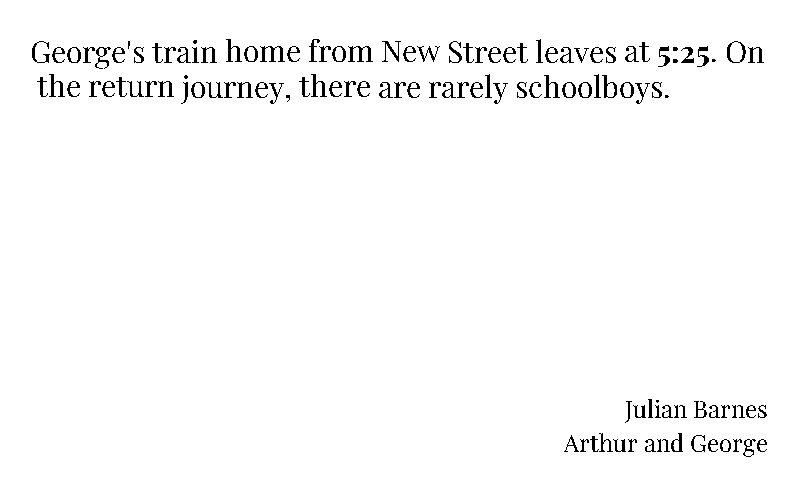 George's train home from New Street leaves at 5:25. On
the return journey, there are rarely schoolboys.
Julian Barnes
Arthur and George